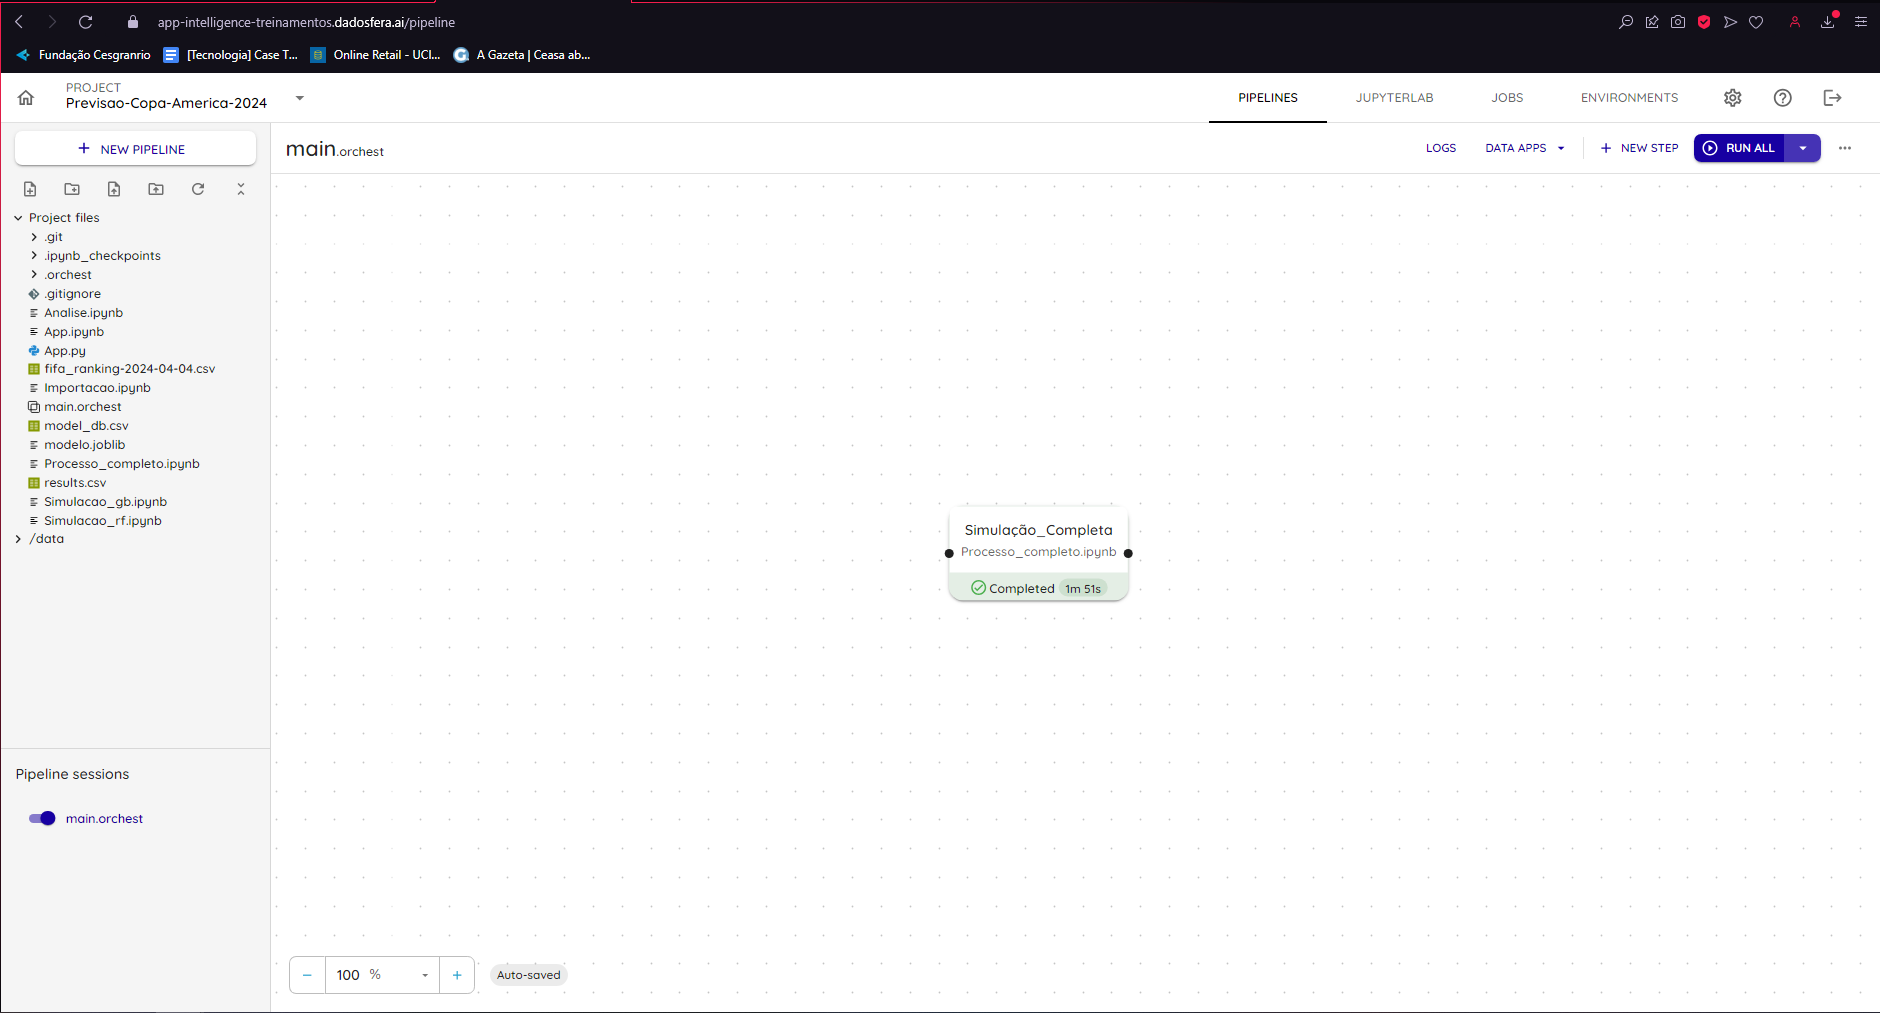 app-intelligence-treinamentos.dadosfera.ai/pipeline
Fundação Cesgranrio
[Tecnologia] Case T...
Online Retail - UCI...
A Gazeta | Ceasa ab...
PROJECT
Previsao-Copa-America-2024
PIPELINES
JUPYTERLAB
JOBS
ENVIRONMENTS
NEW PIPELINE
main.orchest
LOGS
DATA APPS
NEW STEP
RUN ALL
Project files
.git
.ipynb_checkpoints
.orchest
.gitignore
Analise.ipynb
App.ipynb
App.py
fifa_ranking-2024-04-04.csv
Importacao.ipynb
main.orchest
model_db.csv
modelo.joblib
Processo_completo.ipynb
results.csv
Simulacao_gb.ipynb
Simulacao_rf.ipynb
/data
Simulação_Completa
Processo_completo.ipynb
Completed 1m 51s
Pipeline sessions
main.orchest
100 %
Auto-saved